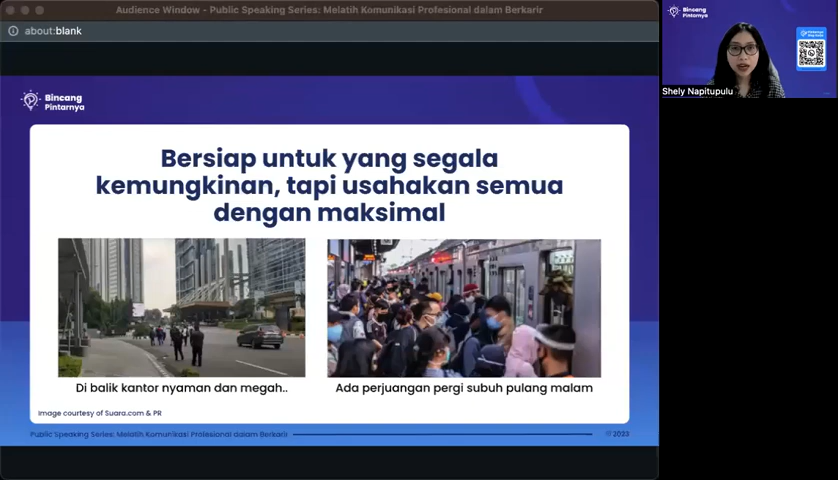 Audience Window - Public Speaking Series: Melatih Komunikasi Profesional dalam Berkarir
about:blank
Bincang
Pintarnya
Bersiap untuk yang segala
kemungkinan, tapi usahakan semua
dengan maksimal
Di balik kantor nyaman dan megah..
Ada perjuangan pergi subuh pulang malam
Image courtesy of Suara.com & PR
Public Speaking Series: Melatih Komunikasi Profesional dalam Berkarir
2023
Bincang
Pintarnya
Shely Napitupulu